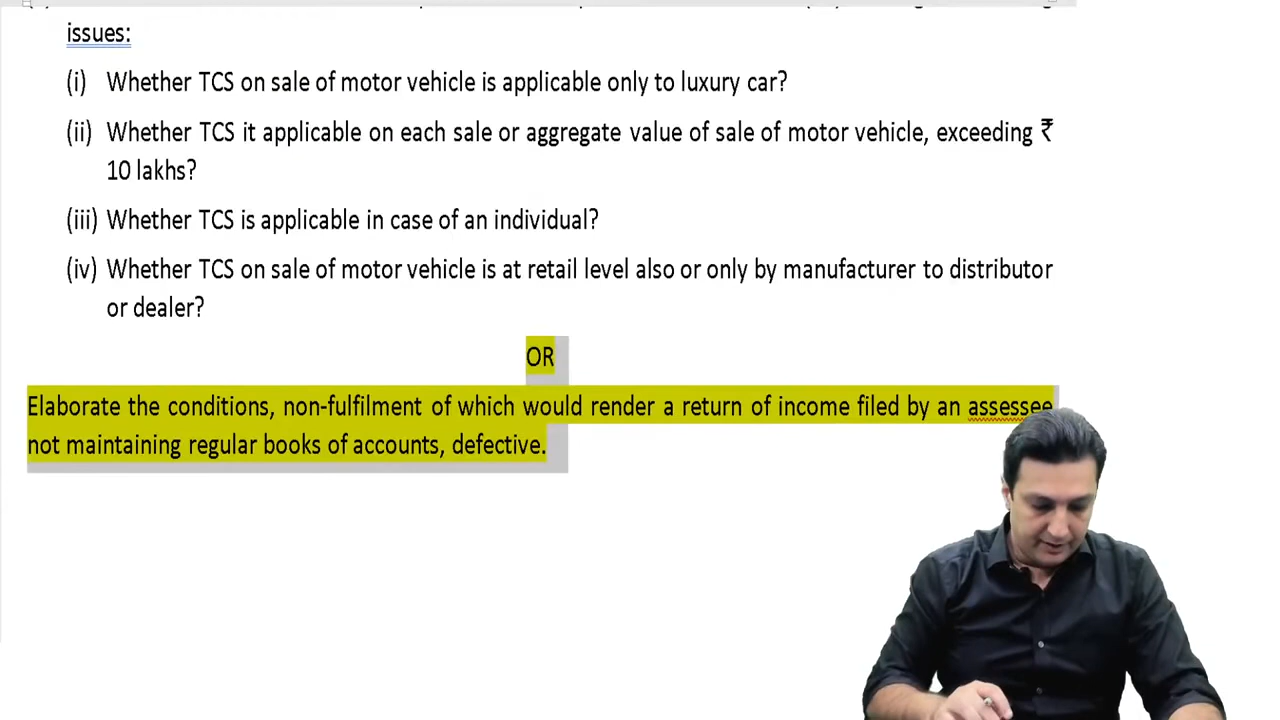 issues:
(i) Whether TCS on sale of motor vehicle is applicable only to luxury car?
(ii) Whether TCS it applicable on each sale or aggregate value of sale of motor vehicle, exceeding ₹
10 lakhs?
(iii) Whether TCS is applicable in case of an individual?
(iv) Whether TCS on sale of motor vehicle is at retail level also or only by manufacturer to distributor
or dealer?
OR
Elaborate the conditions, non-fulfilment of which would render a return of income filed by an assessee
not maintaining regular books of accounts, defective.